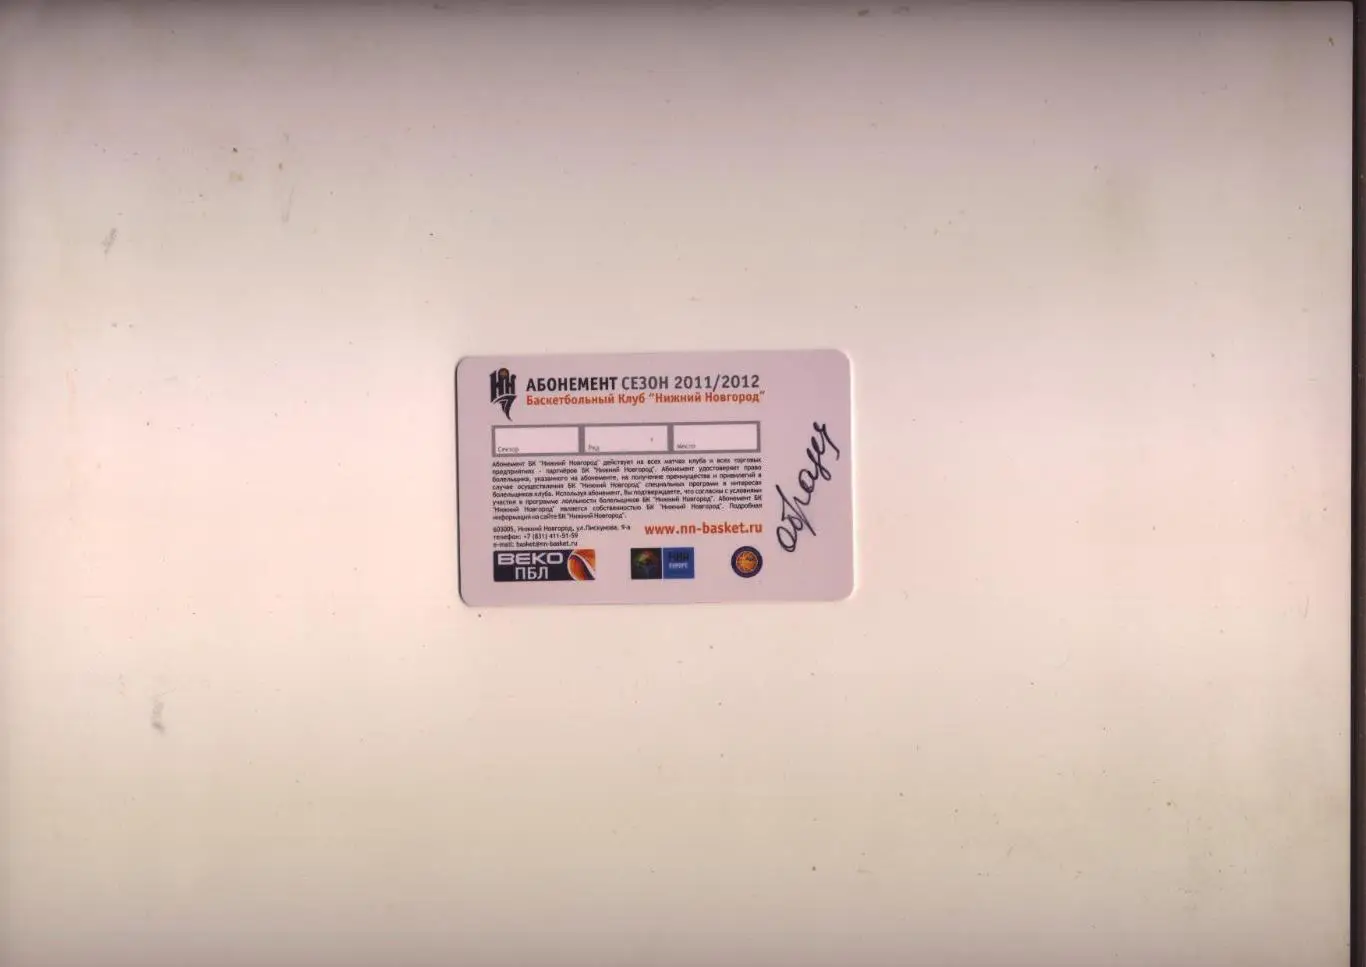 НН
АБОНЕМЕНТ СЕЗОН 2011/2012
Баскетбольный Клуб "Нижний Новгород"
Сектор Ряд Место
Абонемент БК "Нижний Новгород" действует на всех матчах клуба и всех торговых
предприятиях - партнёров БК "Нижний Новгород". Абонемент удостоверяет право
болельщика, указанного на абонементе, на получение преимуществ и привилегий в
случае осуществления БК "Нижний Новгород" специальных программ в интересах
болельщиков клуба. Используя абонемент, Вы подтверждаете, что согласны с условиями
участия в программе лояльности болельщиков БК "Нижний Новгород". Абонемент БК
"Нижний Новгород" является собственностью БК "Нижний Новгород". Подробная
информация на сайте БК "Нижний Новгород".
603005, Нижний Новгород, ул.Пискунова, 9-а
телефон: +7 (831) 411-51-59
e-mail: basket@nn-basket.ru
www.nn-basket.ru
BEKO
ПБЛ
FIBA
EUROPE
образец